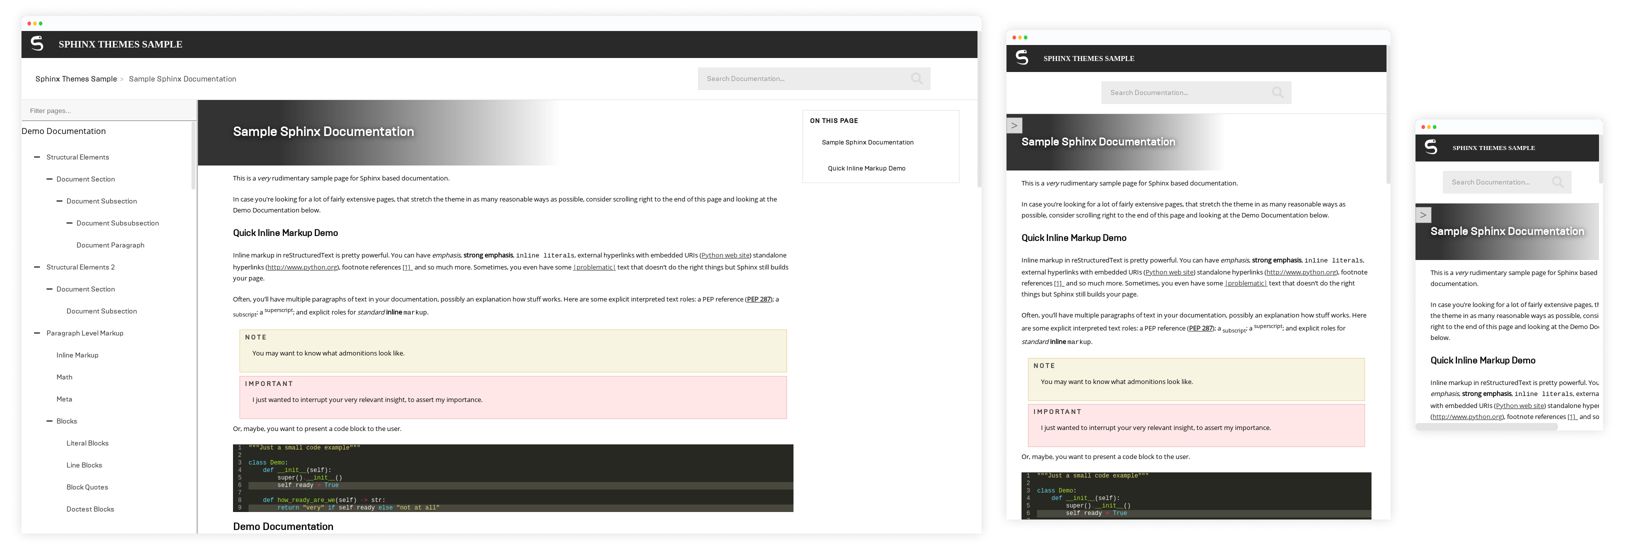 SPHINX THEMES SAMPLE
Sphinx Themes Sample > Sample Sphinx Documentation
Search Documentation...
Filter pages...
Demo Documentation
Structural Elements
Document Section
Document Subsection
Document Subsubsection
Document Paragraph
Structural Elements 2
Document Section
Document Subsection
Paragraph Level Markup
Inline Markup
Math
Meta
Blocks
Literal Blocks
Line Blocks
Block Quotes
Doctest Blocks
Sample Sphinx Documentation
This is a very rudimentary sample page for Sphinx based documentation.
In case you're looking for a lot of fairly extensive pages, that stretch the theme in as many reasonable ways as possible, consider scrolling right to the end of this page and looking at the
Demo Documentation below.
Quick Inline Markup Demo
Inline markup in reStructuredText is pretty powerful. You can have emphasis, strong emphasis, inline literals, external hyperlinks with embedded URIs (Python web site) standalone
hyperlinks (http://www.python.org), footnote references [1]_ and so much more. Sometimes, you even have some |problematic| text that doesn't do the right things but Sphinx still builds
your page.
Often, you'll have multiple paragraphs of text in your documentation, possibly an explanation how stuff works. Here are some explicit interpreted text roles: a PEP reference (PEP 287); a
subscript; a superscript; and explicit roles for standard inline markup.
NOTE
You may want to know what admonitions look like.
IMPORTANT
I just wanted to interrupt your very relevant insight, to assert my importance.
Or, maybe, you want to present a code block to the user.
1 """Just a small code example"""
2
3 class Demo:
4 def __init__(self):
5 super().__init__()
6 self.ready = True
7
8 def how_ready_are_we(self) -> str:
9 return "very" if self.ready else "not at all"
Demo Documentation
ON THIS PAGE
Sample Sphinx Documentation
Quick Inline Markup Demo
SPHINX THEMES SAMPLE
Search Documentation...
>
Sample Sphinx Documentation
This is a very rudimentary sample page for Sphinx based documentation.
In case you're looking for a lot of fairly extensive pages, that stretch the theme in as many reasonable ways as
possible, consider scrolling right to the end of this page and looking at the Demo Documentation below.
Quick Inline Markup Demo
Inline markup in reStructuredText is pretty powerful. You can have emphasis, strong emphasis, inline literals,
external hyperlinks with embedded URIs (Python web site) standalone hyperlinks (http://www.python.org), footnote
references [1]_ and so much more. Sometimes, you even have some |problematic| text that doesn't do the right
things but Sphinx still builds your page.
Often, you'll have multiple paragraphs of text in your documentation, possibly an explanation how stuff works. Here
are some explicit interpreted text roles: a PEP reference (PEP 287); a subscript; a superscript; and explicit roles for
standard inline markup.
NOTE
You may want to know what admonitions look like.
IMPORTANT
I just wanted to interrupt your very relevant insight, to assert my importance.
Or, maybe, you want to present a code block to the user.
1 """Just a small code example"""
2
3 class Demo:
4 def __init__(self):
5 super().__init__()
6 self.ready = True
SPHINX THEMES SAMPLE
Search Documentation...
>
Sample Sphinx Documentation
This is a very rudimentary sample page for Sphinx based
documentation.
In case you're looking for a lot of fairly extensive pages, th
the theme in as many reasonable ways as possible, consi
right to the end of this page and looking at the Demo Doc
below.
Quick Inline Markup Demo
Inline markup in reStructuredText is pretty powerful. You
emphasis, strong emphasis, inline literals, externa
with embedded URIs (Python web site) standalone hyper
(http://www.python.org), footnote references [1]_ and so